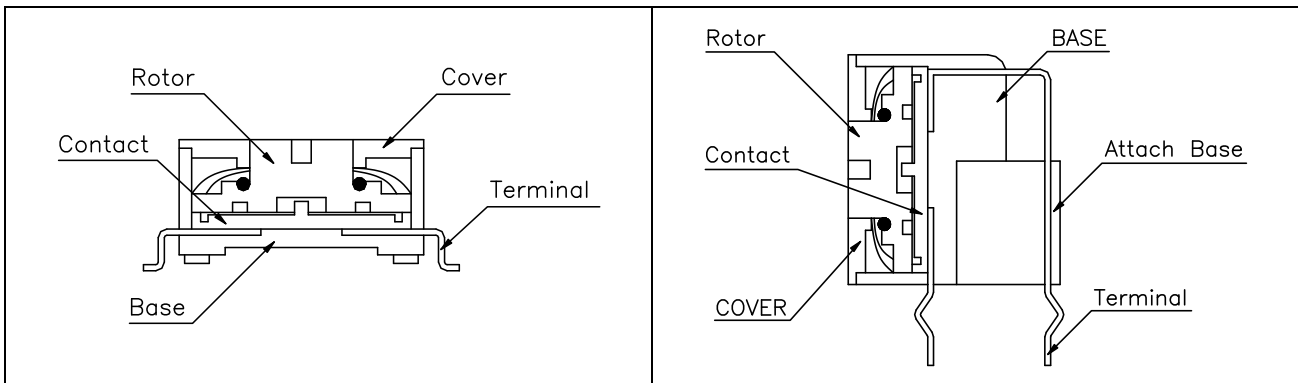 Rotor
Cover
Contact
Terminal
Base
Rotor
BASE
Contact
Attach Base
COVER
Terminal